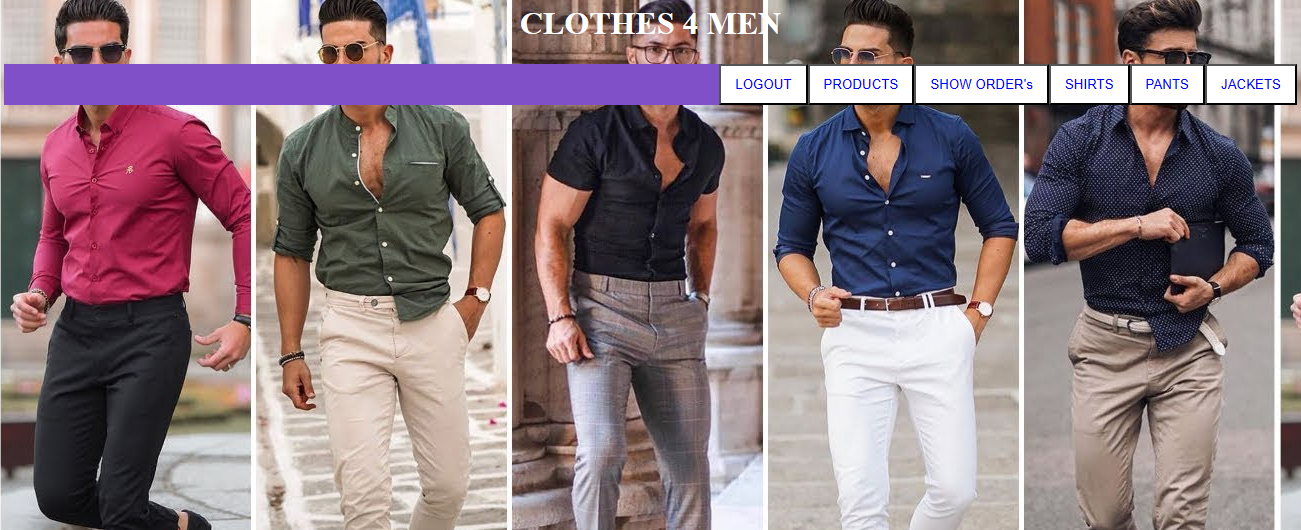 CLOTHES 4 MEN
LOGOUT PRODUCTS SHOW ORDER's SHIRTS PANTS JACKETS